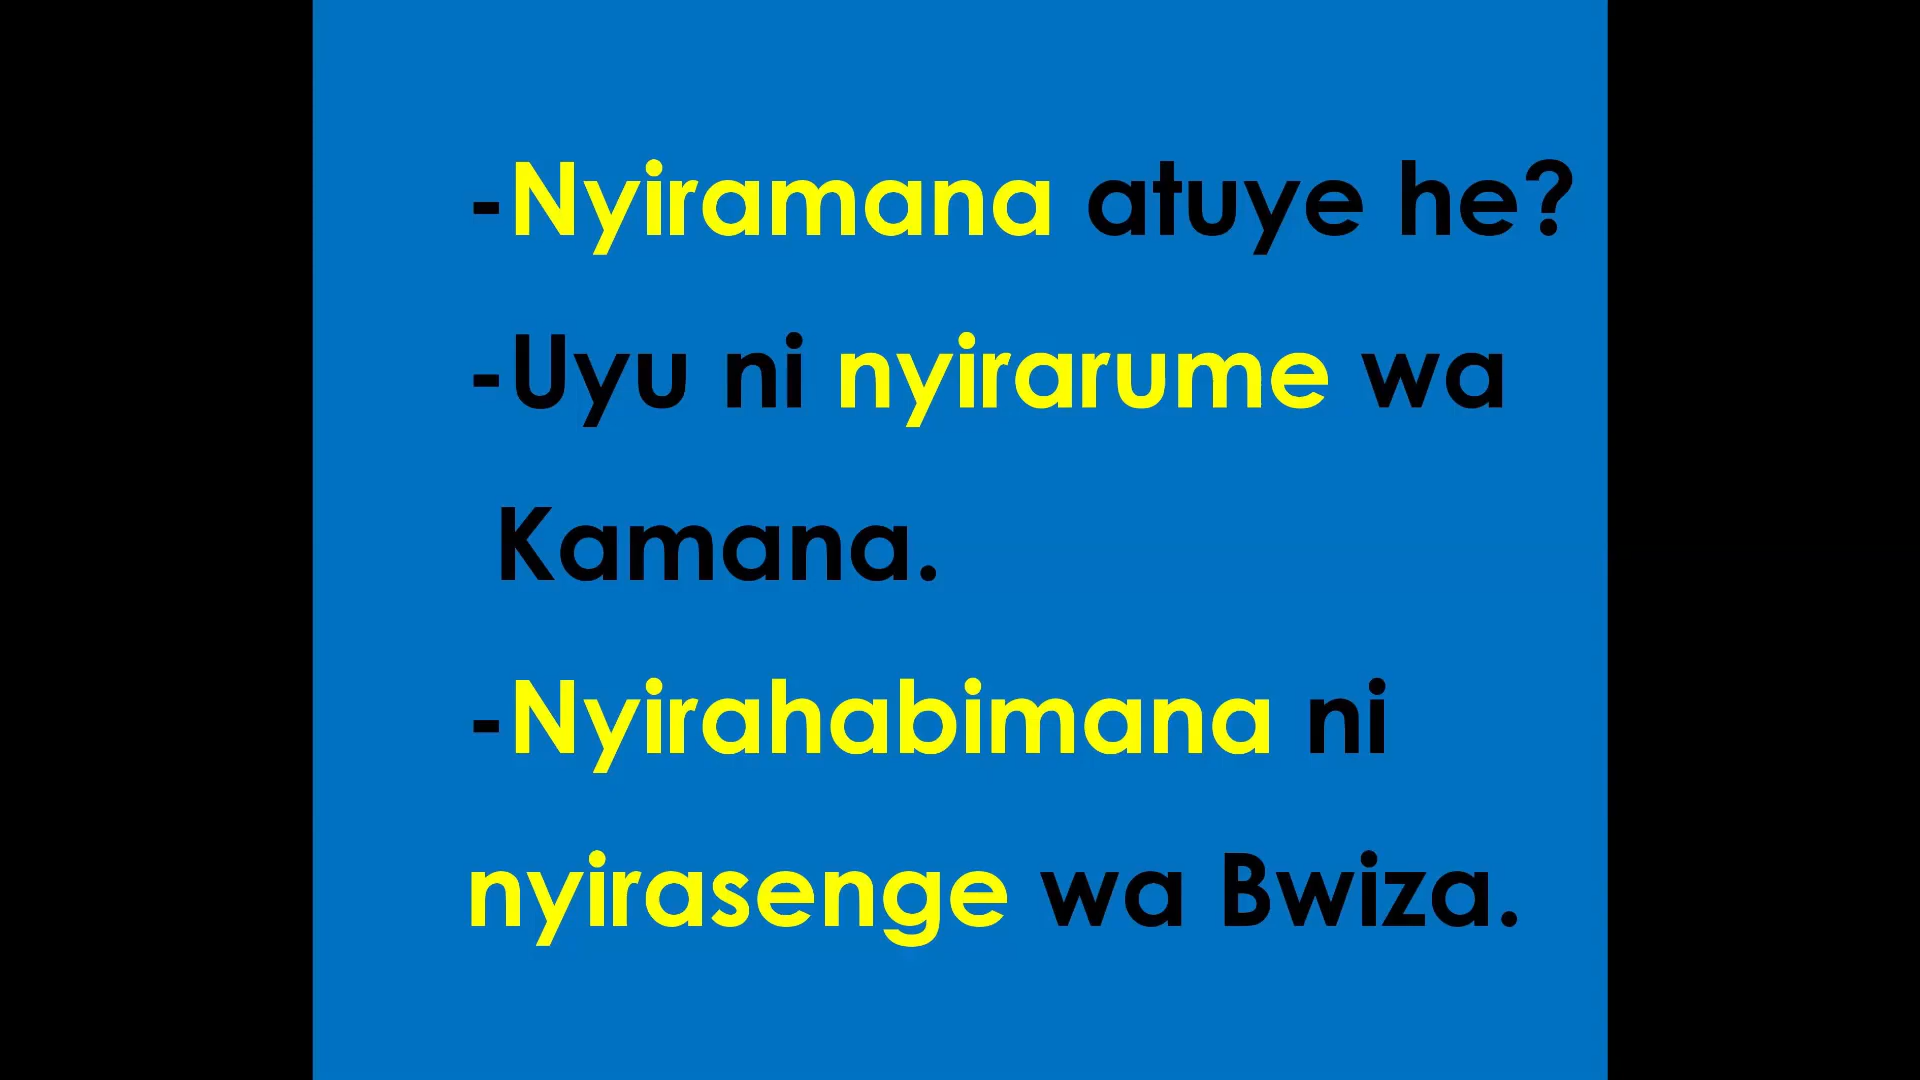 -Nyiramana atuye he?
-Uyu ni nyirarume wa
Kamana.
-Nyirahabimana ni
nyirasenge wa Bwiza.